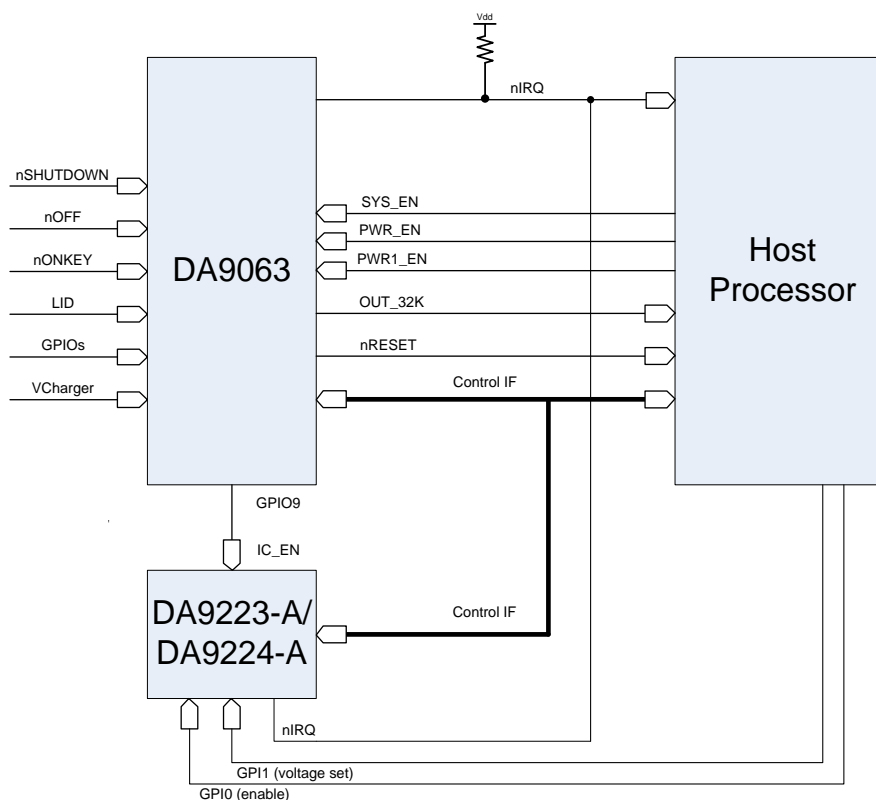 Vdd
nIRQ
nSHUTDOWN
SYS_EN
nOFF
PWR_EN
DA9063
Host
Processor
nONKEY
PWR1_EN
LID
OUT_32K
GPIOs
nRESET
VCharger
Control IF
GPIO9
IC_EN
DA9223-A/
DA9224-A
Control IF
nIRQ
GPI1 (voltage set)
GPI0 (enable)